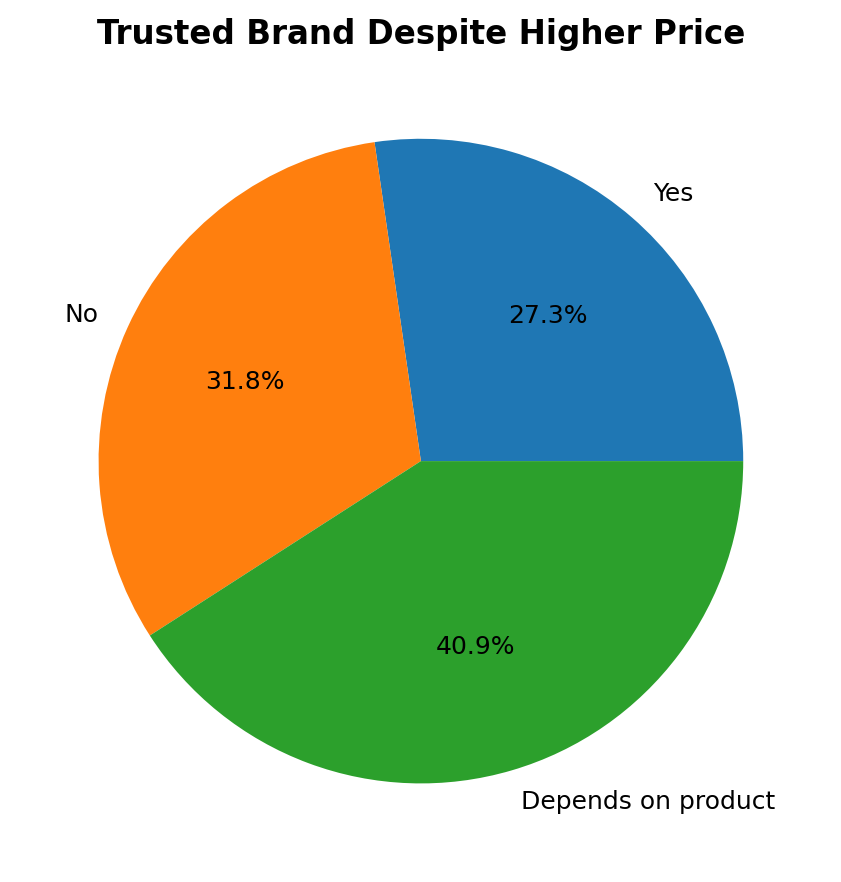 Trusted Brand Despite Higher Price
Yes
27.3%
No
31.8%
40.9%
Depends on product